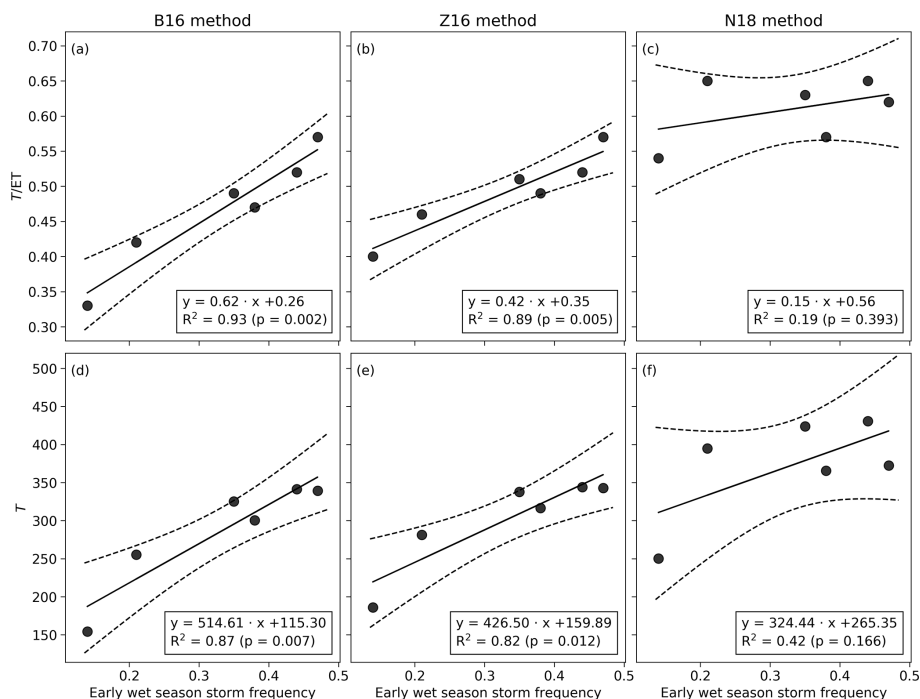 B16 method
Z16 method
N18 method
(a)
(b)
(c)
0.70
0.65
0.60
0.55
0.50
0.45
0.40
0.35
0.30
T/ET
y = 0.62 · x +0.26
R² = 0.93 (p = 0.002)
y = 0.42 · x +0.35
R² = 0.89 (p = 0.005)
y = 0.15 · x +0.56
R² = 0.19 (p = 0.393)
(d)
(e)
(f)
500
450
400
350
300
250
200
150
T
y = 514.61 · x +115.30
R² = 0.87 (p = 0.007)
y = 426.50 · x +159.89
R² = 0.82 (p = 0.012)
y = 324.44 · x +265.35
R² = 0.42 (p = 0.166)
0.2 0.3 0.4 0.5
0.2 0.3 0.4 0.5
0.2 0.3 0.4 0.5
Early wet season storm frequency
Early wet season storm frequency
Early wet season storm frequency